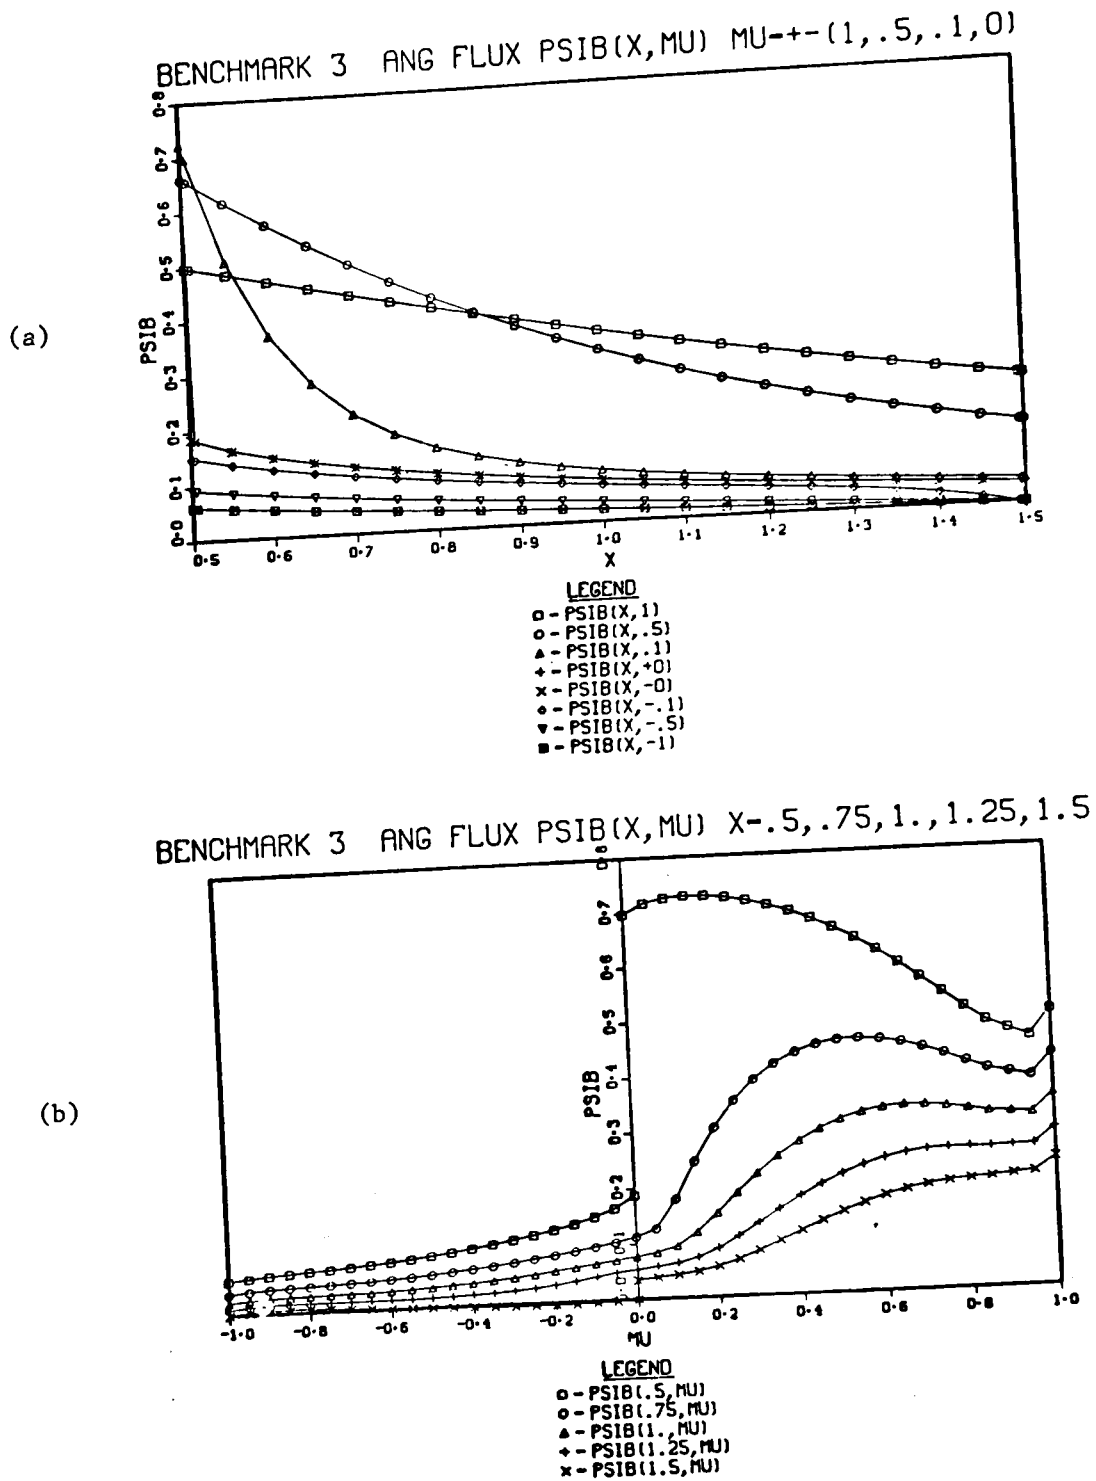 BENCHMARK 3 ANG FLUX PSIB(X,MU) MU-+-(1,.5,.1,0)
(a)
PSIB
0.8
0.7
0.6
0.5
0.4
0.3
0.2
0.1
0.0
0.5 0.6 0.7 0.8 0.9 1.0 1.1 1.2 1.3 1.4 1.5
X
LEGEND
- PSIB(X,1)
- PSIB(X,.5)
- PSIB(X,.1)
- PSIB(X,+0)
- PSIB(X,-0)
- PSIB(X,-.1)
- PSIB(X,-.5)
- PSIB(X,-1)
BENCHMARK 3 ANG FLUX PSIB(X,MU) X-.5,.75,1.,1.25,1.5
(b)
PSIB
0.8
0.7
0.6
0.5
0.4
0.3
0.2
-1.0 -0.8 -0.6 -0.4 -0.2 0.0 0.2 0.4 0.6 0.8 1.0
MU
LEGEND
- PSIB(.5,MU)
- PSIB(.75,MU)
- PSIB(1.,MU)
- PSIB(1.25,MU)
- PSIB(1.5,MU)